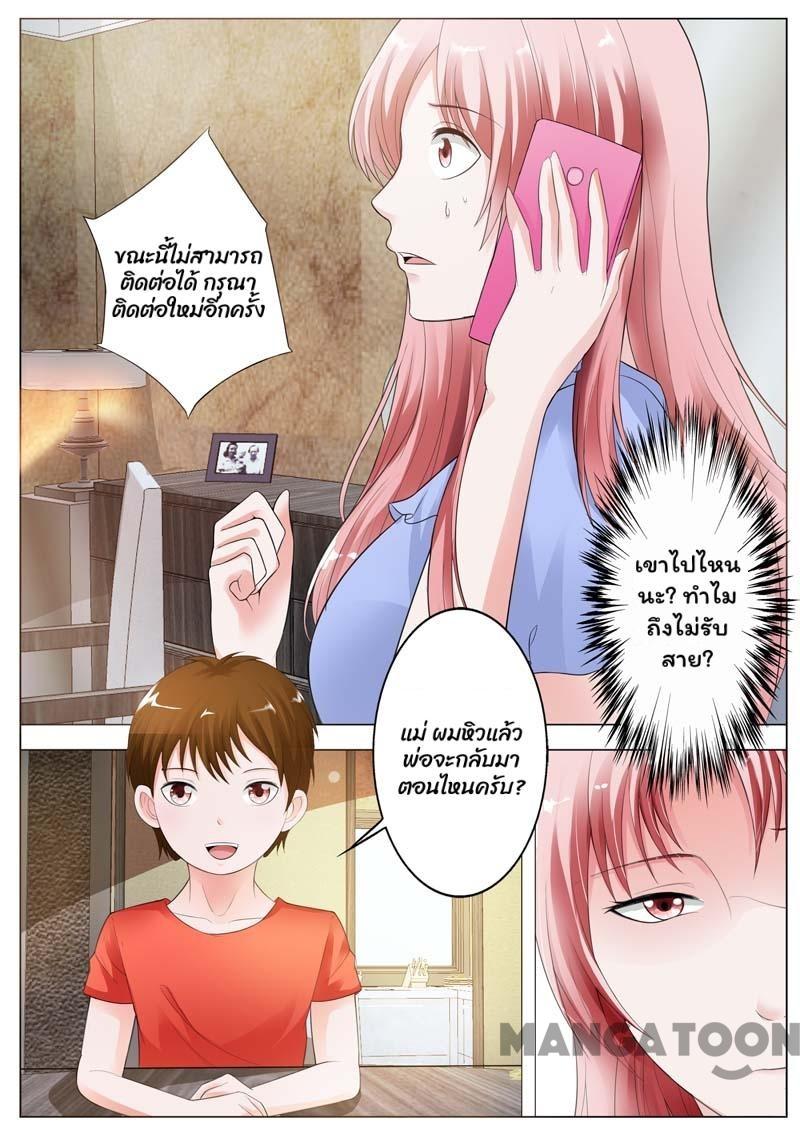 ขณะนี้ไม่สามารถ
ติดต่อได้ กรุณา
ติดต่อใหม่อีกครั้ง
เขาไปไหน
นะ? ทำไม
ถึงไม่รับ
สาย?
แม่ ผมหิวแล้ว
พ่อจะกลับมา
ตอนไหนครับ?
MANGATOON